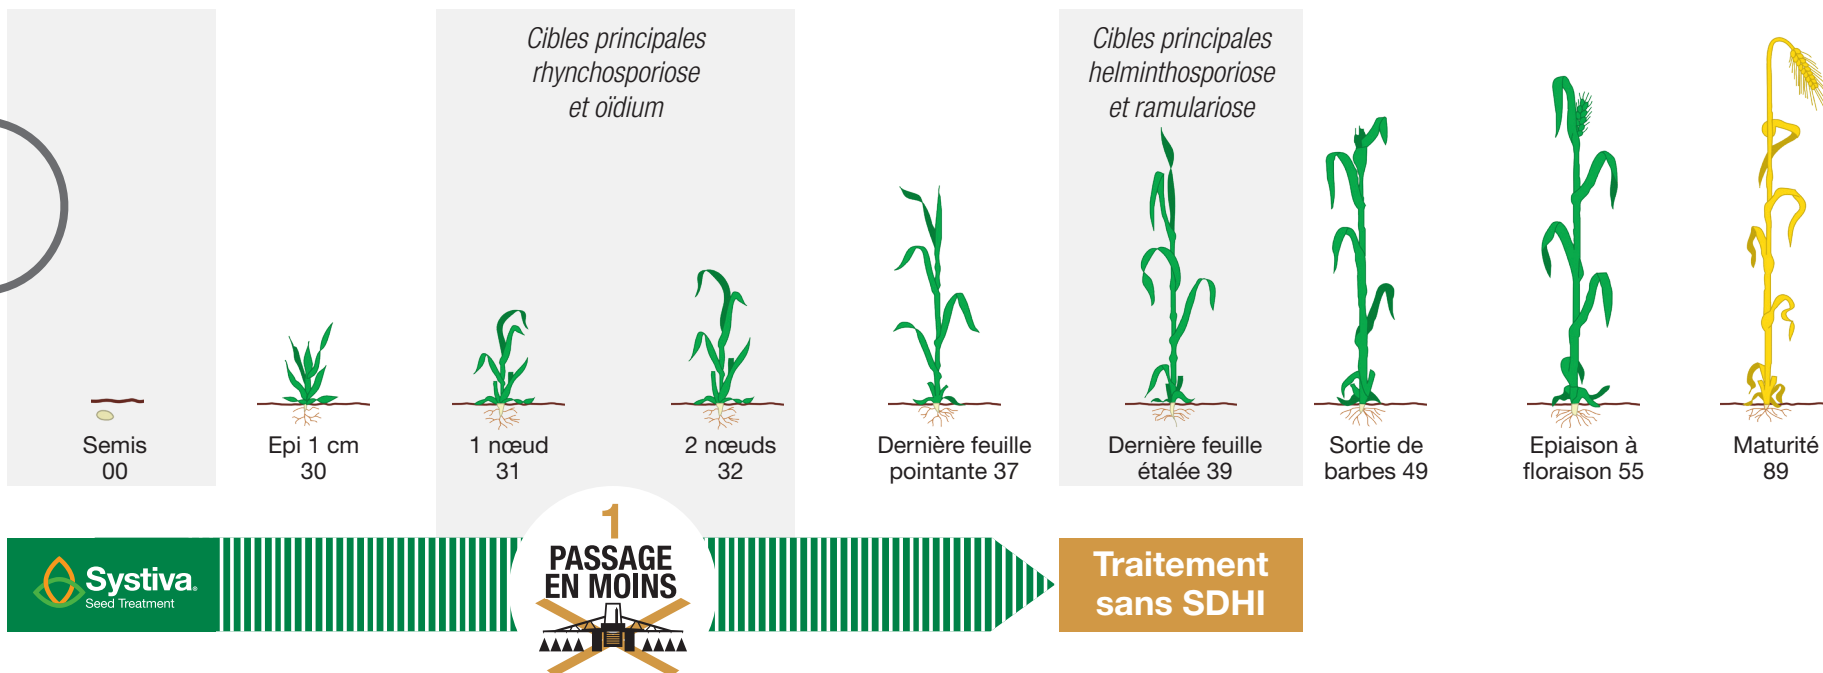 Cibles principales
rhynchosporiose
et oïdium
Cibles principales
helminthosporiose
et ramulariose
Semis
00
Epi 1 cm
30
1 nœud
31
2 nœuds
32
Dernière feuille
pointante 37
Dernière feuille
étalée 39
Sortie de
barbes 49
Epiaison à
floraison 55
Maturité
89
Systiva®
Seed Treatment
1
PASSAGE
EN MOINS
Traitement
sans SDHI